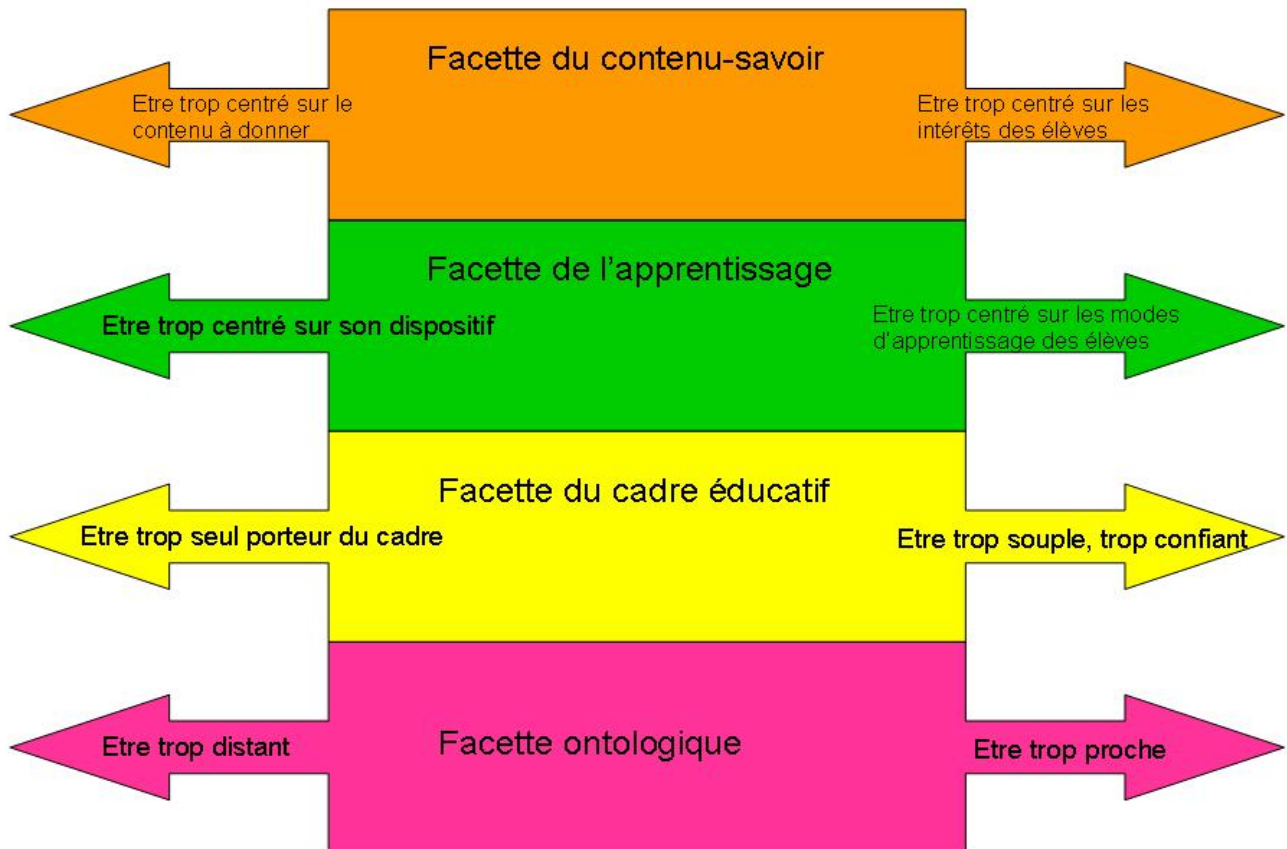 Facette du contenu-savoir
Etre trop centré sur le
contenu à donner
Etre trop centré sur les
intérêts des élèves
Facette de l'apprentissage
Etre trop centré sur son dispositif
Etre trop centré sur les modes
d'apprentissage des élèves
Facette du cadre éducatif
Etre trop seul porteur du cadre
Etre trop souple, trop confiant
Etre trop distant
Facette ontologique
Etre trop proche